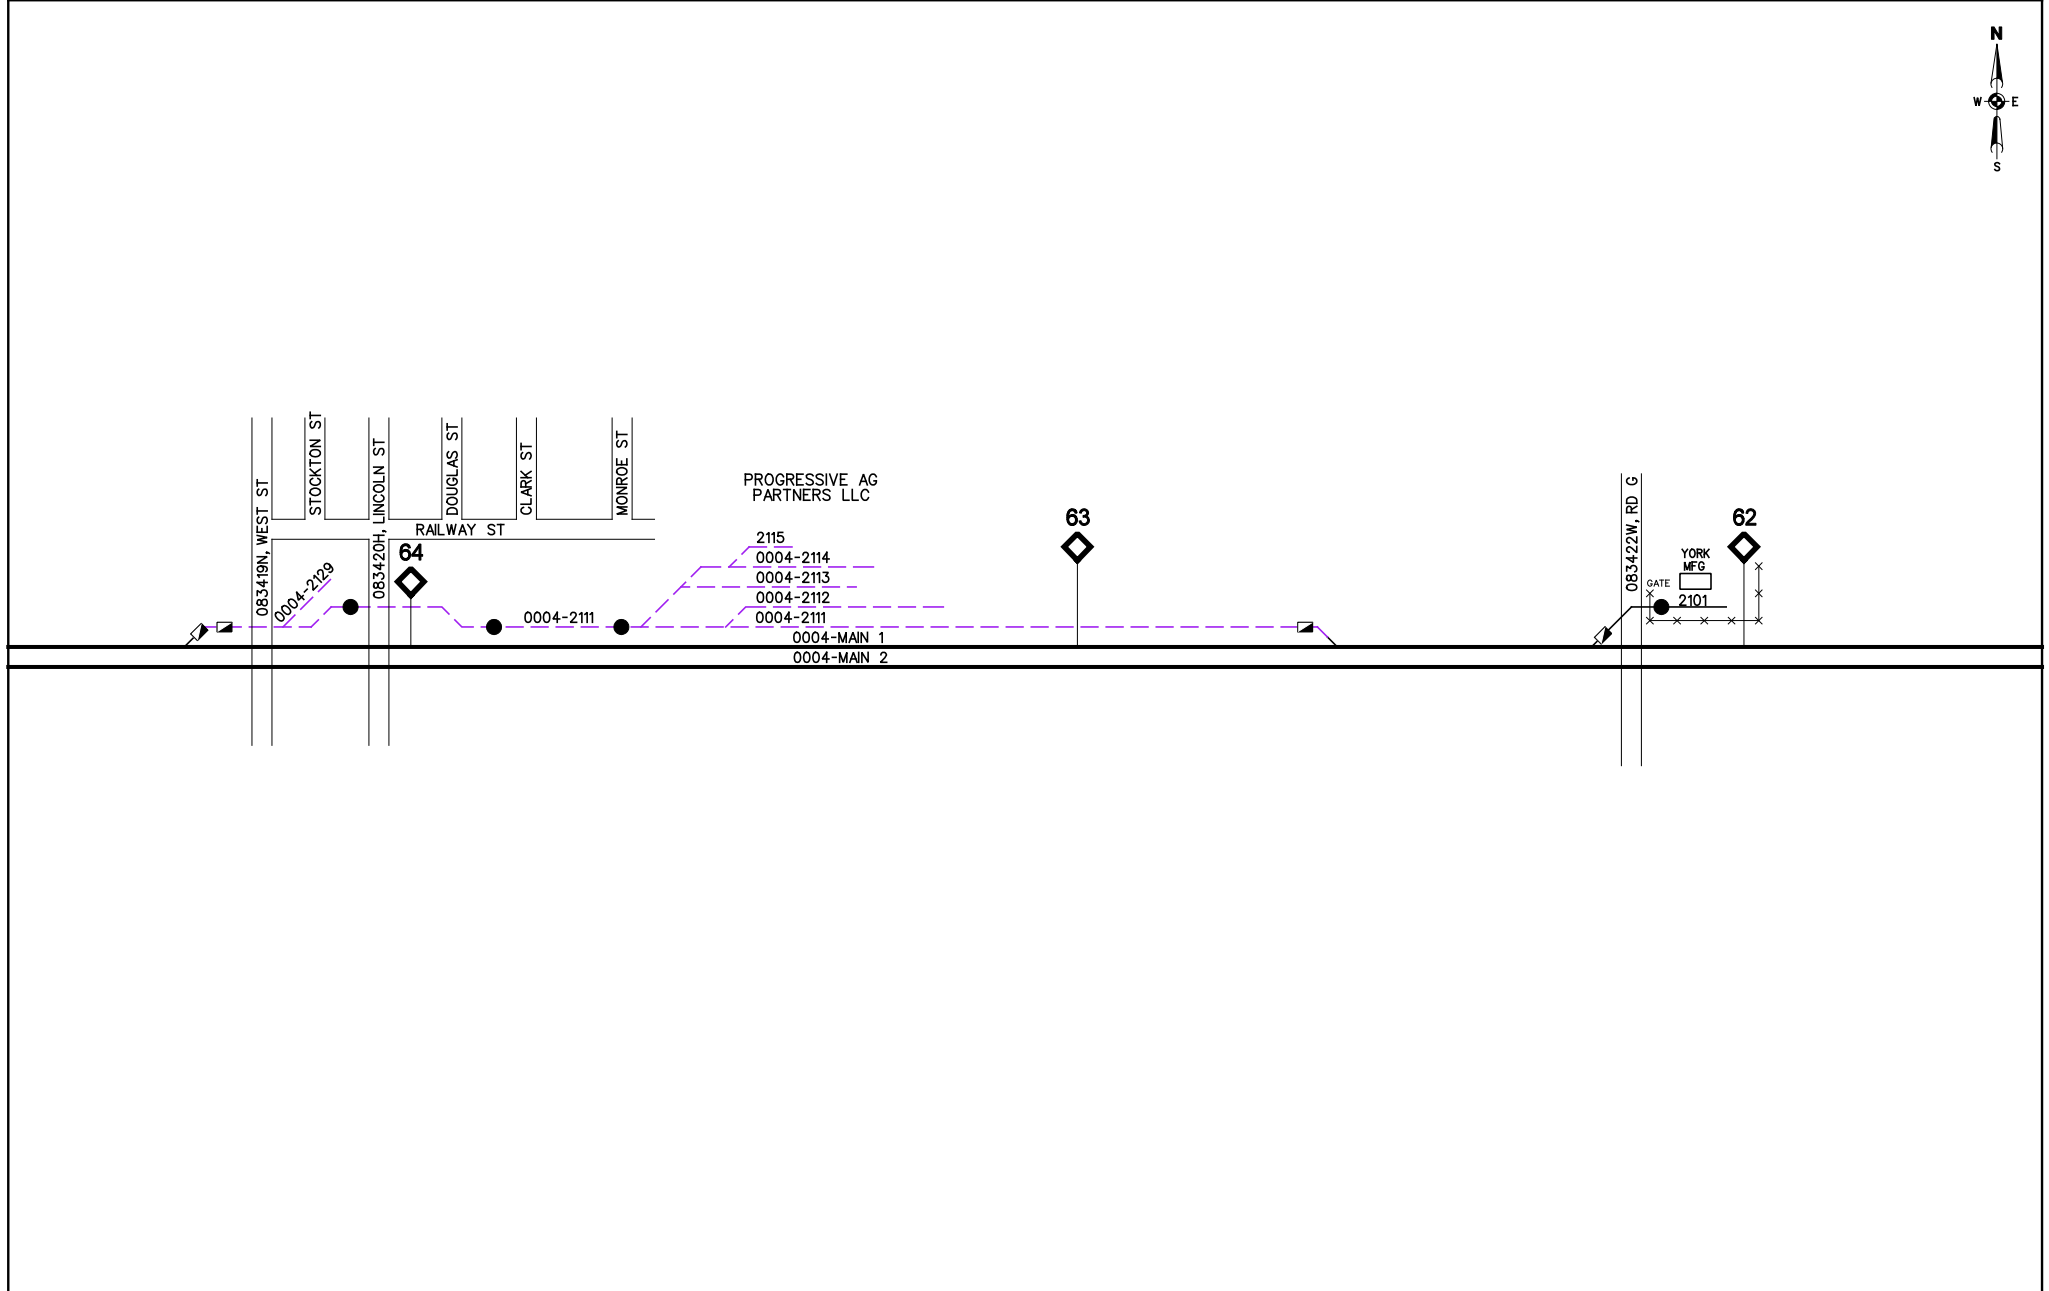 N
W E
S
083419N, WEST ST
STOCKTON ST
083420H, LINCOLN ST
DOUGLAS ST
CLARK ST
MONROE ST
RAILWAY ST
64
0004-2129
0004-2111
PROGRESSIVE AG
PARTNERS LLC
2115
0004-2114
0004-2113
0004-2112
0004-2111
0004-MAIN 1
0004-MAIN 2
63
083422W, RD G
62
YORK
MFG
GATE
2101